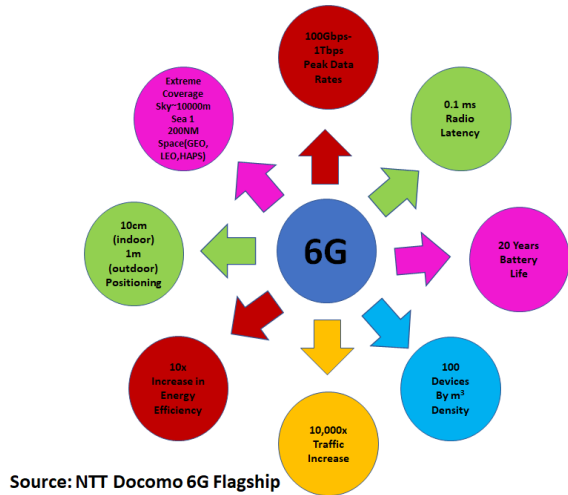 100Gbps-
1Tbps
Peak Data
Rates
0.1 ms
Radio
Latency
20 Years
Battery
Life
100
Devices
By m³
Density
10,000x
Traffic
Increase
10x
Increase in
Energy
Efficiency
10cm
(indoor)
1m
(outdoor)
Positioning
Extreme
Coverage
Sky~10000m
Sea 1
200NM
Space(GEO,
LEO,HAPS)
6G
Source: NTT Docomo 6G Flagship